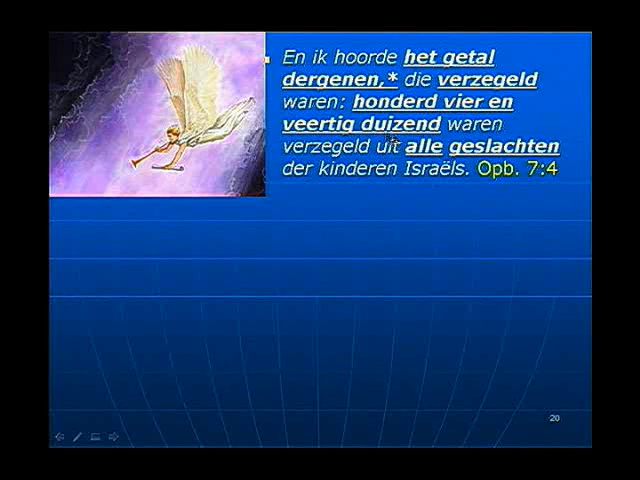 En ik hoorde het getal
dergenen,* die verzegeld
waren: honderd vier en
veertig duizend waren
verzegeld uit alle geslachten
der kinderen Israëls. Opb. 7:4
20